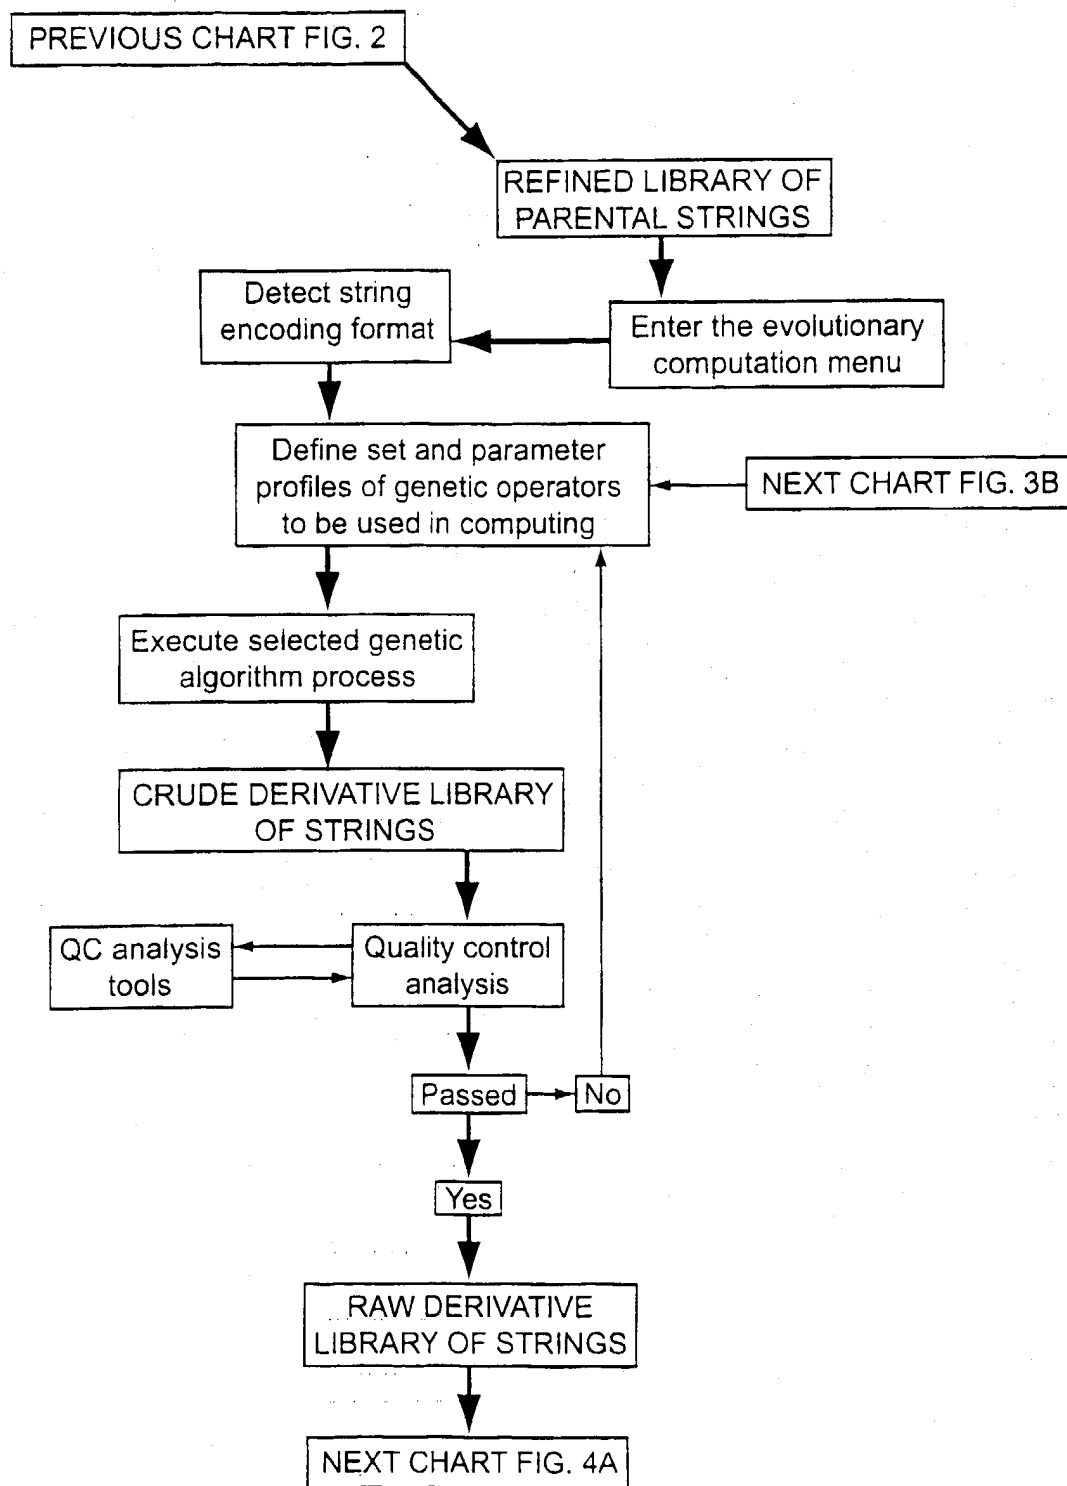 PREVIOUS CHART FIG. 2
REFINED LIBRARY OF
PARENTAL STRINGS
Detect string
encoding format
Enter the evolutionary
computation menu
Define set and parameter
profiles of genetic operators
to be used in computing
NEXT CHART FIG. 3B
Execute selected genetic
algorithm process
CRUDE DERIVATIVE LIBRARY
OF STRINGS
QC analysis
tools
Quality control
analysis
Passed
No
Yes
RAW DERIVATIVE
LIBRARY OF STRINGS
NEXT CHART FIG. 4A